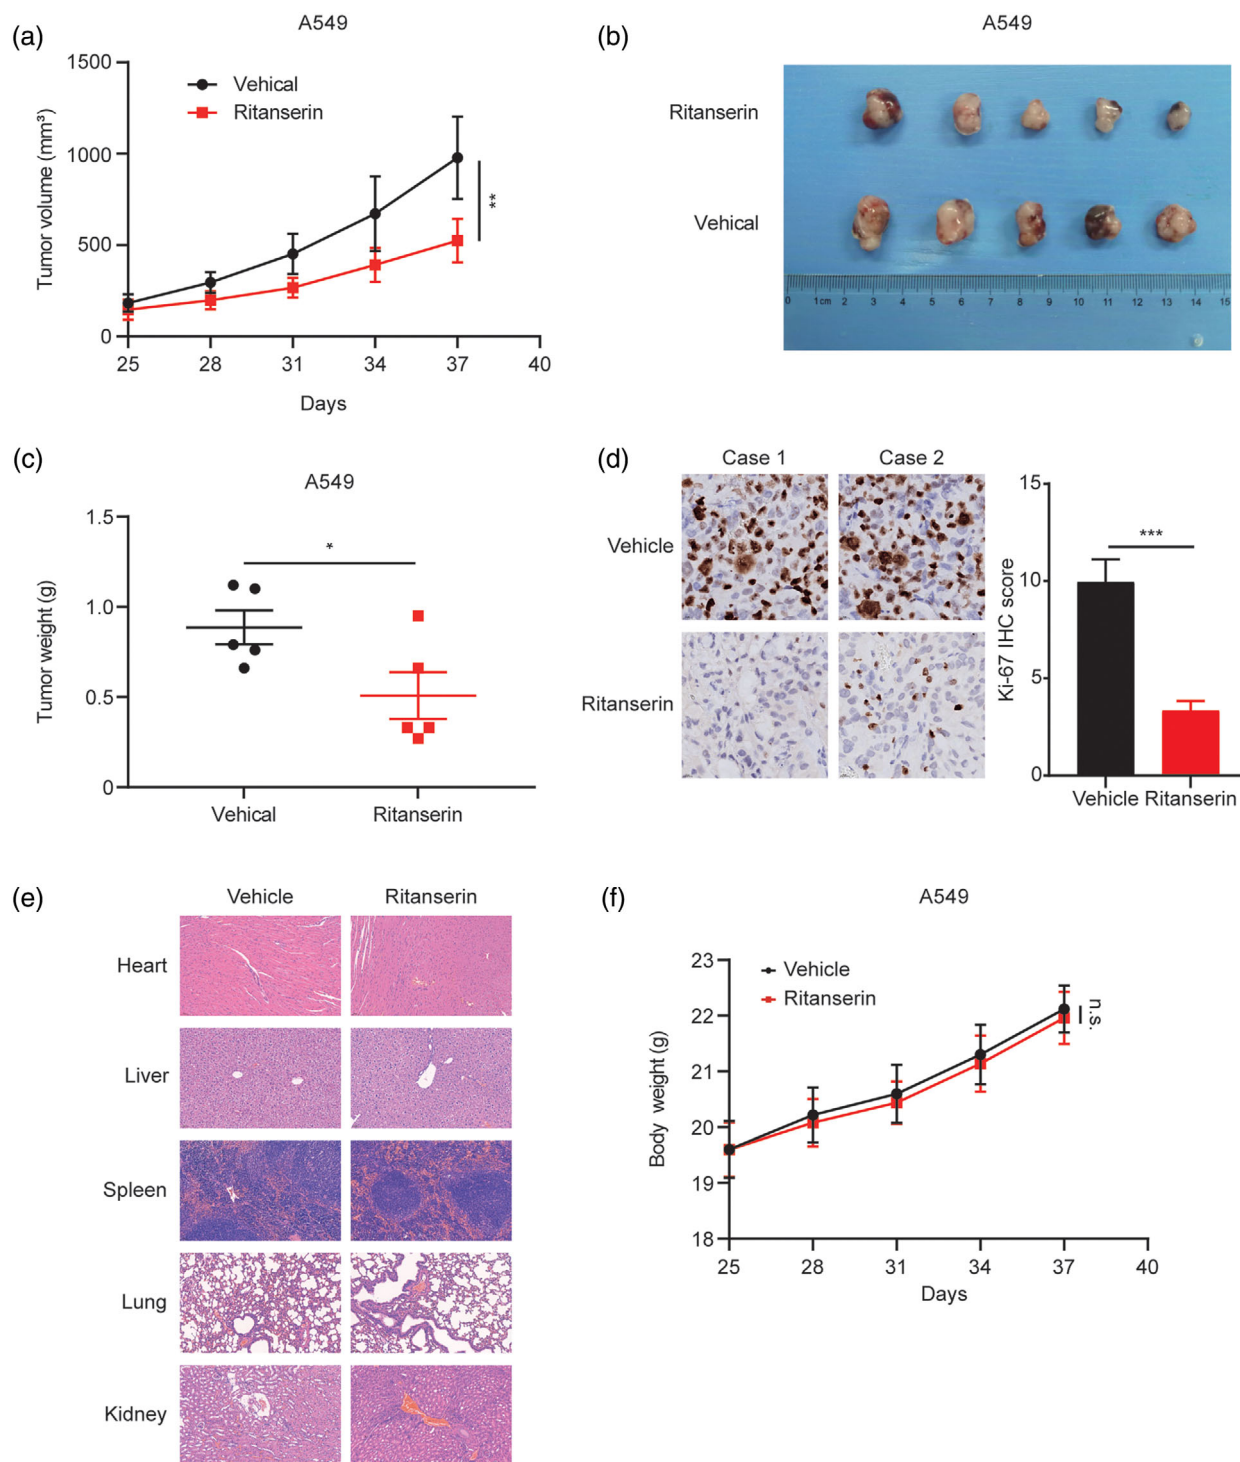 (a)
A549
Tumor volume (mm³)
1500
1000
500
0
Vehical
Ritanserin
**
25 28 31 34 37 40
Days
(b)
A549
Ritanserin
Vehical
0 1cm 2 3 4 5 6 7 8 9 10 11 12 13 14 15
(c)
A549
Tumor weight (g)
1.5
1.0
0.5
0
*
Vehical Ritanserin
(d)
Case 1 Case 2
Vehicle
Ritanserin
Ki-67 IHC score
15
10
5
0
***
Vehicle Ritanserin
(e)
Vehicle Ritanserin
Heart
Liver
Spleen
Lung
Kidney
(f)
A549
Body weight (g)
23
22
21
20
19
18
Vehicle
Ritanserin
n.s.
25 28 31 34 37 40
Days